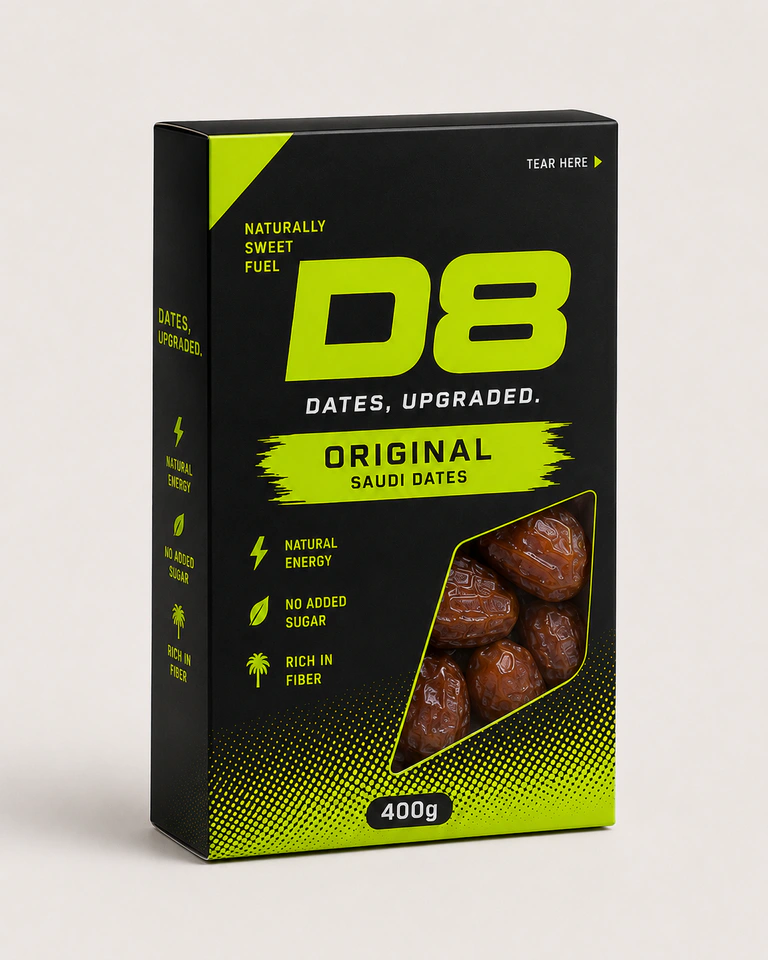 TEAR HERE
NATURALLY
SWEET
FUEL
D8
DATES, UPGRADED.
ORIGINAL
SAUDI DATES
NATURAL
ENERGY
NO ADDED
SUGAR
RICH IN
FIBER
400g
DATES,
UPGRADED.
NATURAL
ENERGY
NO ADDED
SUGAR
RICH IN
FIBER